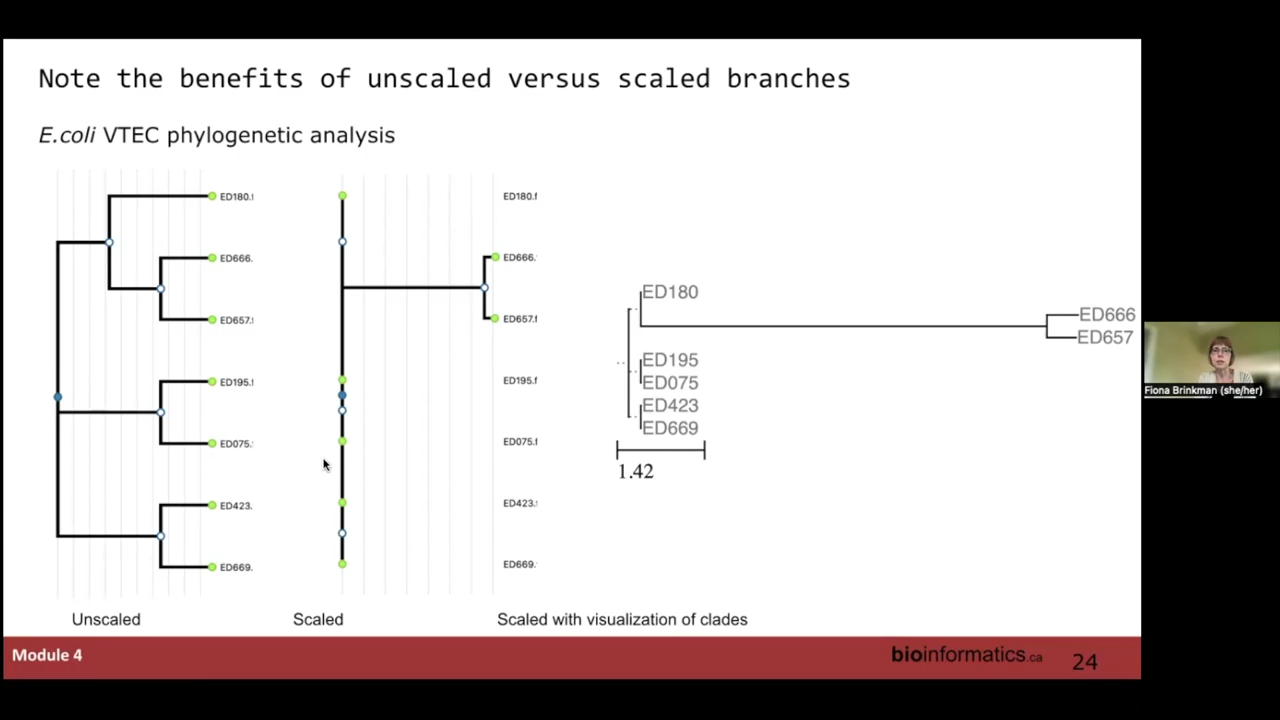 Note the benefits of unscaled versus scaled branches
E.coli VTEC phylogenetic analysis
ED180.f
ED666.
ED657.f
ED195.f
ED075.
ED423.
ED669.
ED180.f
ED666.
ED657.f
ED195.f
ED075.f
ED423.
ED669.
ED180
ED666
ED657
ED195
ED075
ED423
ED669
1.42
Unscaled
Scaled
Scaled with visualization of clades
Module 4
bioinformatics.ca
24
Fiona Brinkman (she/her)